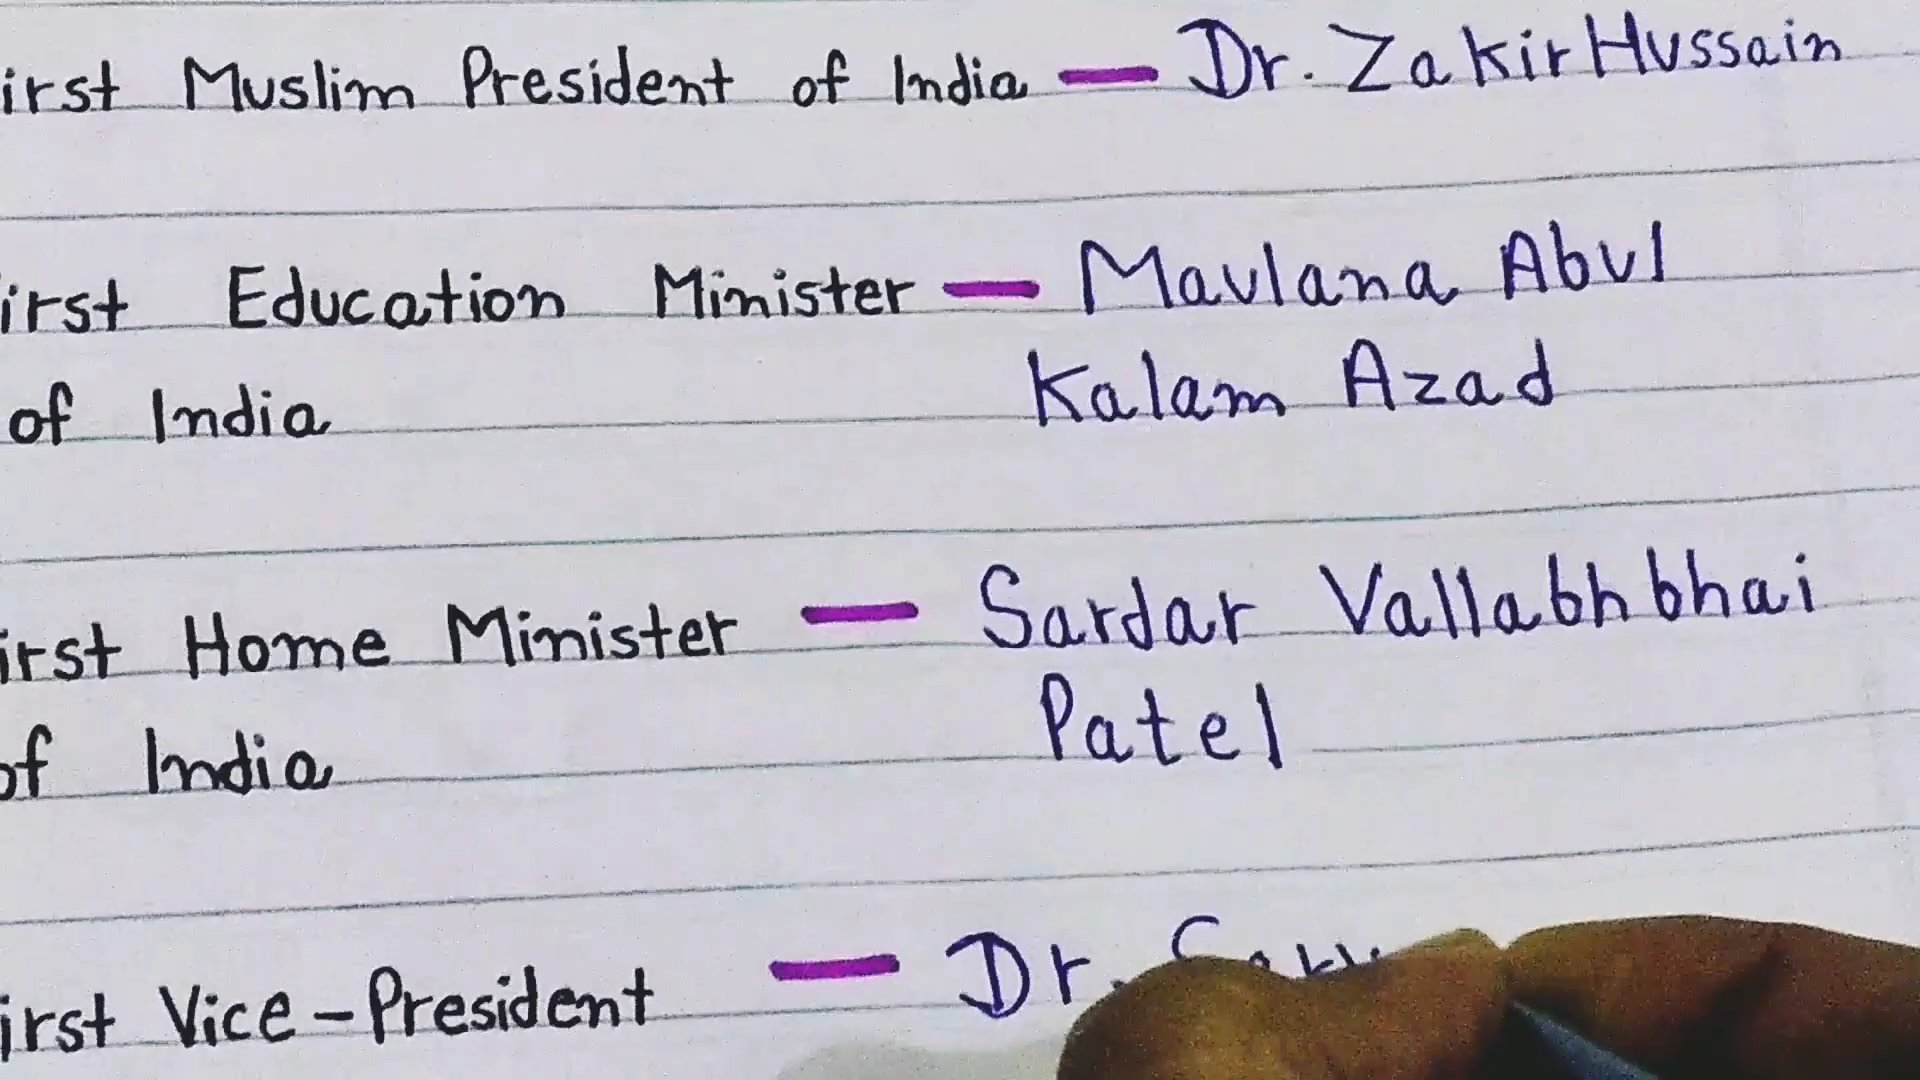 irst Muslim President of India — Dr. Zakir Hussain
irst Education Minister — Maulana Abul
of India Kalam Azad
irst Home Minister — Sardar Vallabhbhai
of India Patel
irst Vice-President — Dr.